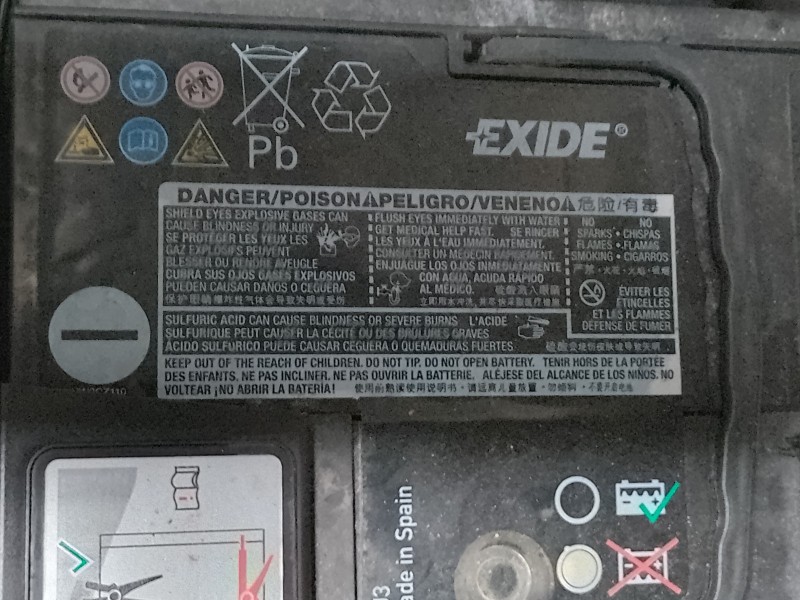 Pb
EXIDE®
DANGER/POISON PELIGRO/VENENO 危险/有毒
SHIELD EYES EXPLOSIVE GASES CAN
CAUSE BLINDNESS OR INJURY
SE PROTÉGER LES YEUX LES
GAZ EXPLOSIFS PEUVENT
BLESSER OU RENDRE AVEUGLE
CUBRA SUS OJOS GASES EXPLOSIVOS
PUEDEN CAUSAR DAÑOS O CEGUERA
FLUSH EYES IMMEDIATELY WITH WATER
GET MEDICAL HELP FAST. SE RINCER
LES YEUX À L'EAU IMMÉDIATEMENT.
CONSULTER UN MÉDECIN RAPIDEMENT.
ENJUAGUE LOS OJOS INMEDIATAMENTE
CON AGUA, ACUDA RAPIDO
AL MÉDICO.
NO NO
SPARKS • CHISPAS
FLAMES • FLAMAS
SMOKING • CIGARROS
ÉVITER LES
ÉTINCELLES
ET LES FLAMMES
DÉFENSE DE FUMER
SULFURIC ACID CAN CAUSE BLINDNESS OR SEVERE BURNS L'ACIDE
SULFURIQUE PEUT CAUSER LA CÉCITÉ OU DES BRÛLURES GRAVES
ÁCIDO SULFÚRICO PUEDE CAUSAR CEGUERA O QUEMADURAS FUERTES
KEEP OUT OF THE REACH OF CHILDREN. DO NOT TIP. DO NOT OPEN BATTERY. TENIR HORS DE LA PORTÉE
DES ENFANTS. NE PAS INCLINER. NE PAS OUVRIR LA BATTERIE. ALÉJESE DEL ALCANCE DE LOS NIÑOS. NO
VOLTEAR ¡NO ABRIR LA BATERÍA!
ade in Spain